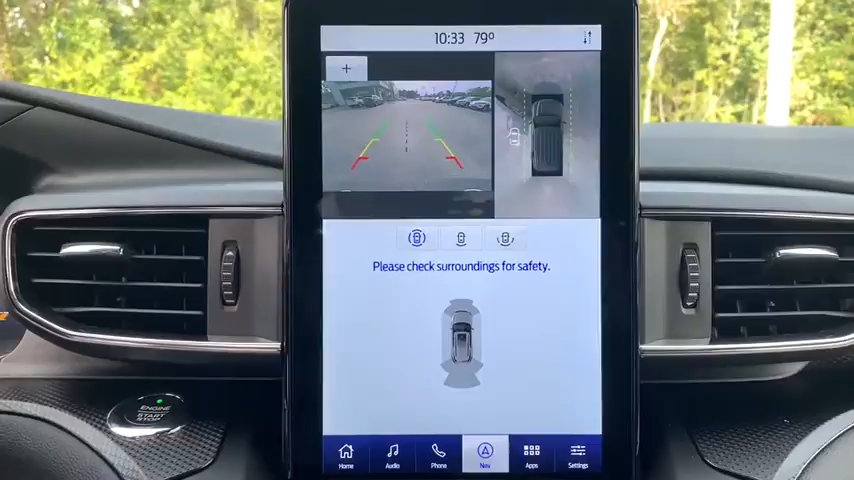 10:33 79°
+
Please check surroundings for safety.
ENGINE
START
STOP
Home Audio Phone Nav Apps Settings